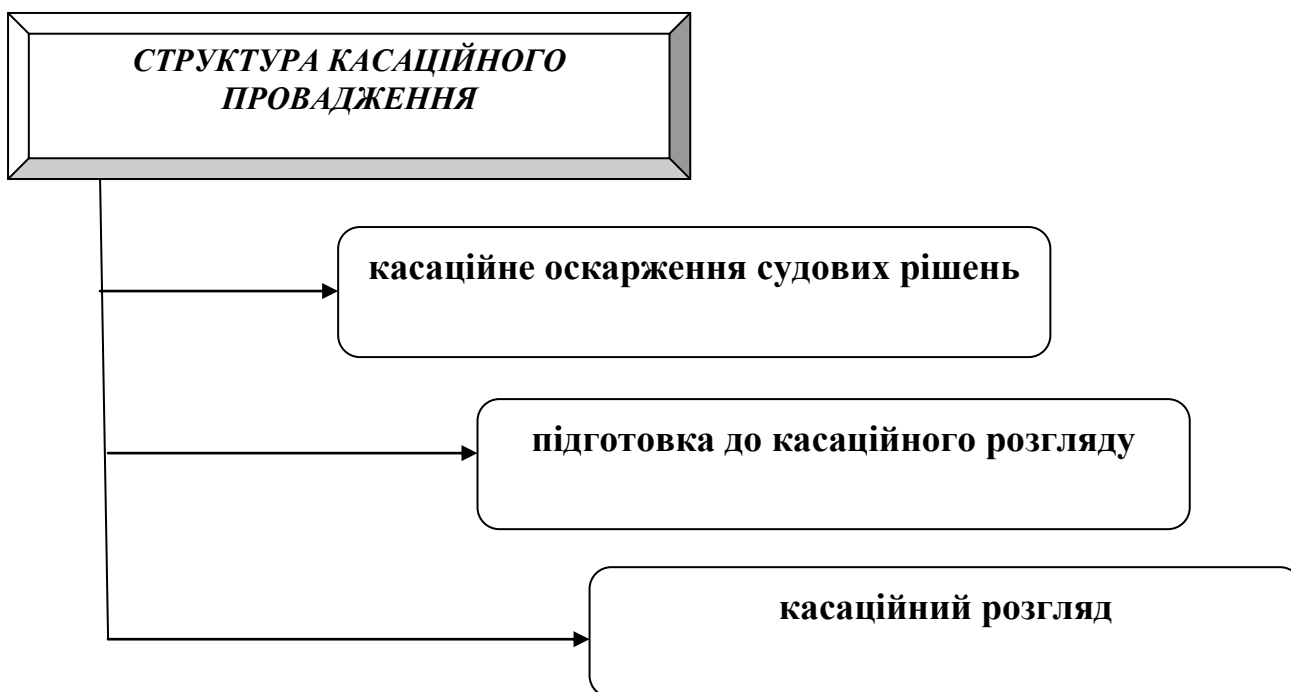 СТРУКТУРА КАСАЦІЙНОГО
ПРОВАДЖЕННЯ
касаційне оскарження судових рішень
підготовка до касаційного розгляду
касаційний розгляд